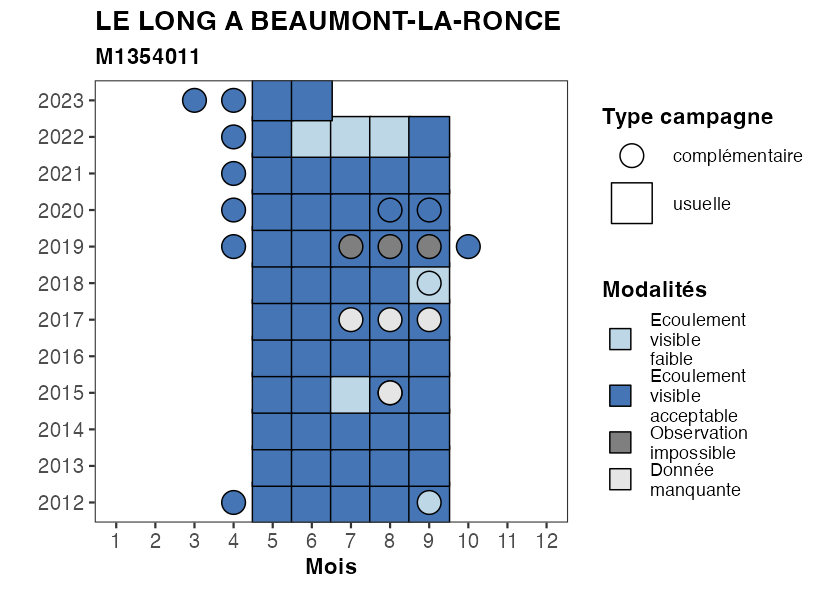 LE LONG A BEAUMONT-LA-RONCE
M1354011
2023
2022
2021
2020
2019
2018
2017
2016
2015
2014
2013
2012
1 2 3 4 5 6 7 8 9 10 11 12
Mois
Type campagne
complémentaire
usuelle
Modalités
Ecoulement
visible
faible
Ecoulement
visible
acceptable
Observation
impossible
Donnée
manquante